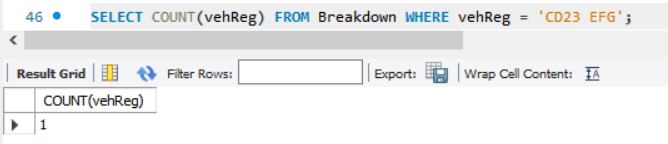 46 SELECT COUNT(vehReg) FROM Breakdown WHERE vehReg = 'CD23 EFG';
Result Grid Filter Rows: Export: Wrap Cell Content: IA
COUNT(vehReg)
1